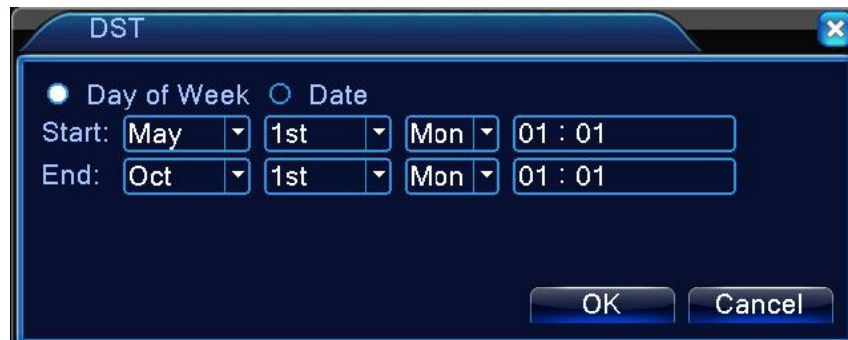 DST
Day of Week Date
Start: May 1st Mon 01 : 01
End: Oct 1st Mon 01 : 01
OK Cancel